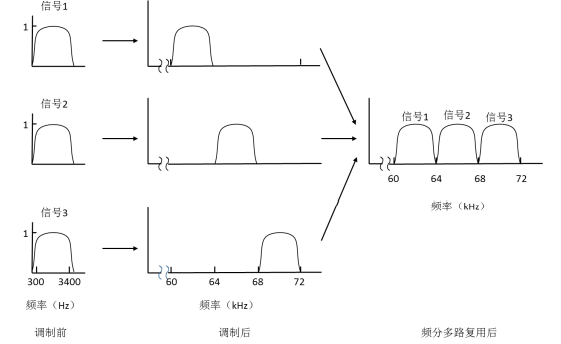 信号1
1
信号2
1
信号3
1
300 3400
频率（Hz）
调制前
60 64 68 72
频率（kHz）
调制后
信号1 信号2 信号3
60 64 68 72
频率（kHz）
频分多路复用后